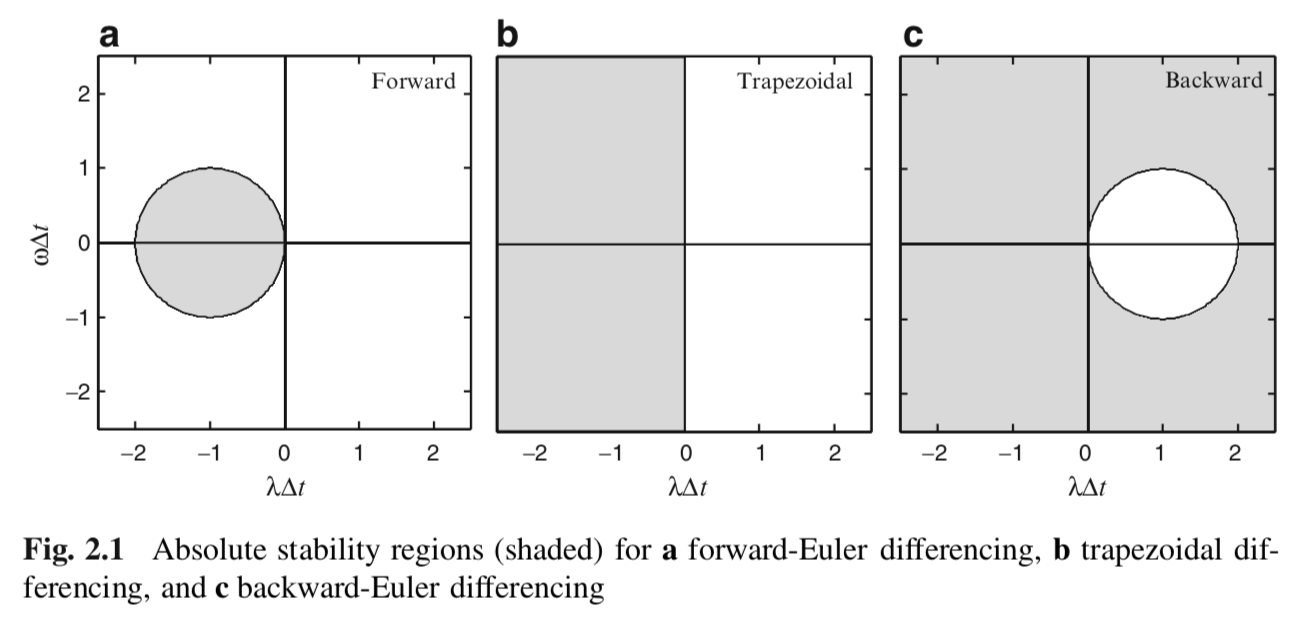 a
b
c
Forward
Trapezoidal
Backward
2
1
0
−1
−2
ωΔt
−2 −1 0 1 2
−2 −1 0 1 2
−2 −1 0 1 2
λΔt
λΔt
λΔt
Fig. 2.1 Absolute stability regions (shaded) for a forward-Euler differencing, b trapezoidal dif-
ferencing, and c backward-Euler differencing